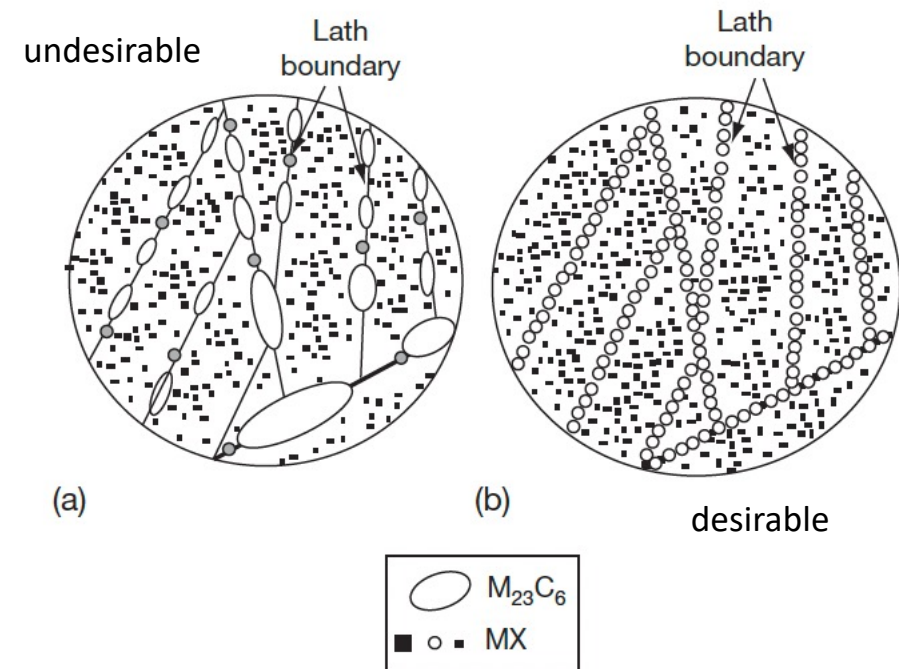 undesirable
Lath
boundary
Lath
boundary
(a)
(b)
desirable
M₂₃C₆
MX